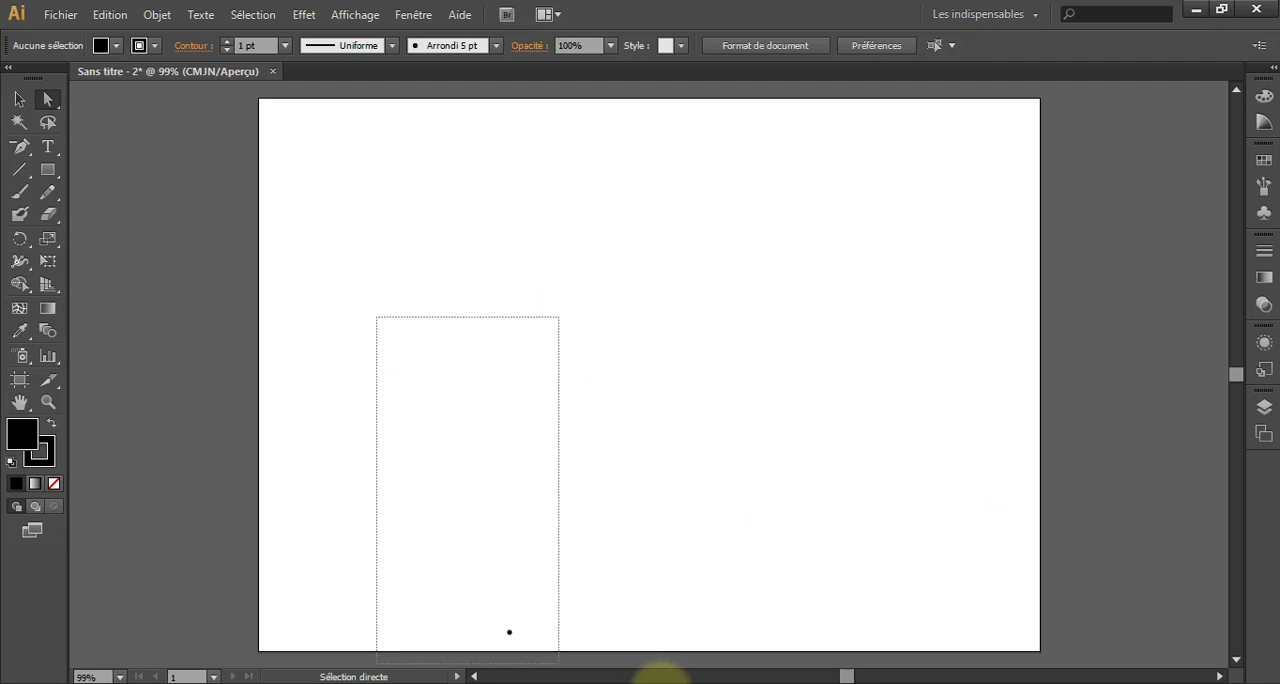 Ai Fichier Edition Objet Texte Sélection Effet Affichage Fenêtre Aide Br Les indispensables
Aucune sélection Contour : 1 pt Uniforme Arrondi 5 pt Opacité : 100% Style : Format de document Préférences
Sans titre - 2* @ 99% (CMJN/Aperçu) ×
T
99% 1 Sélection directe